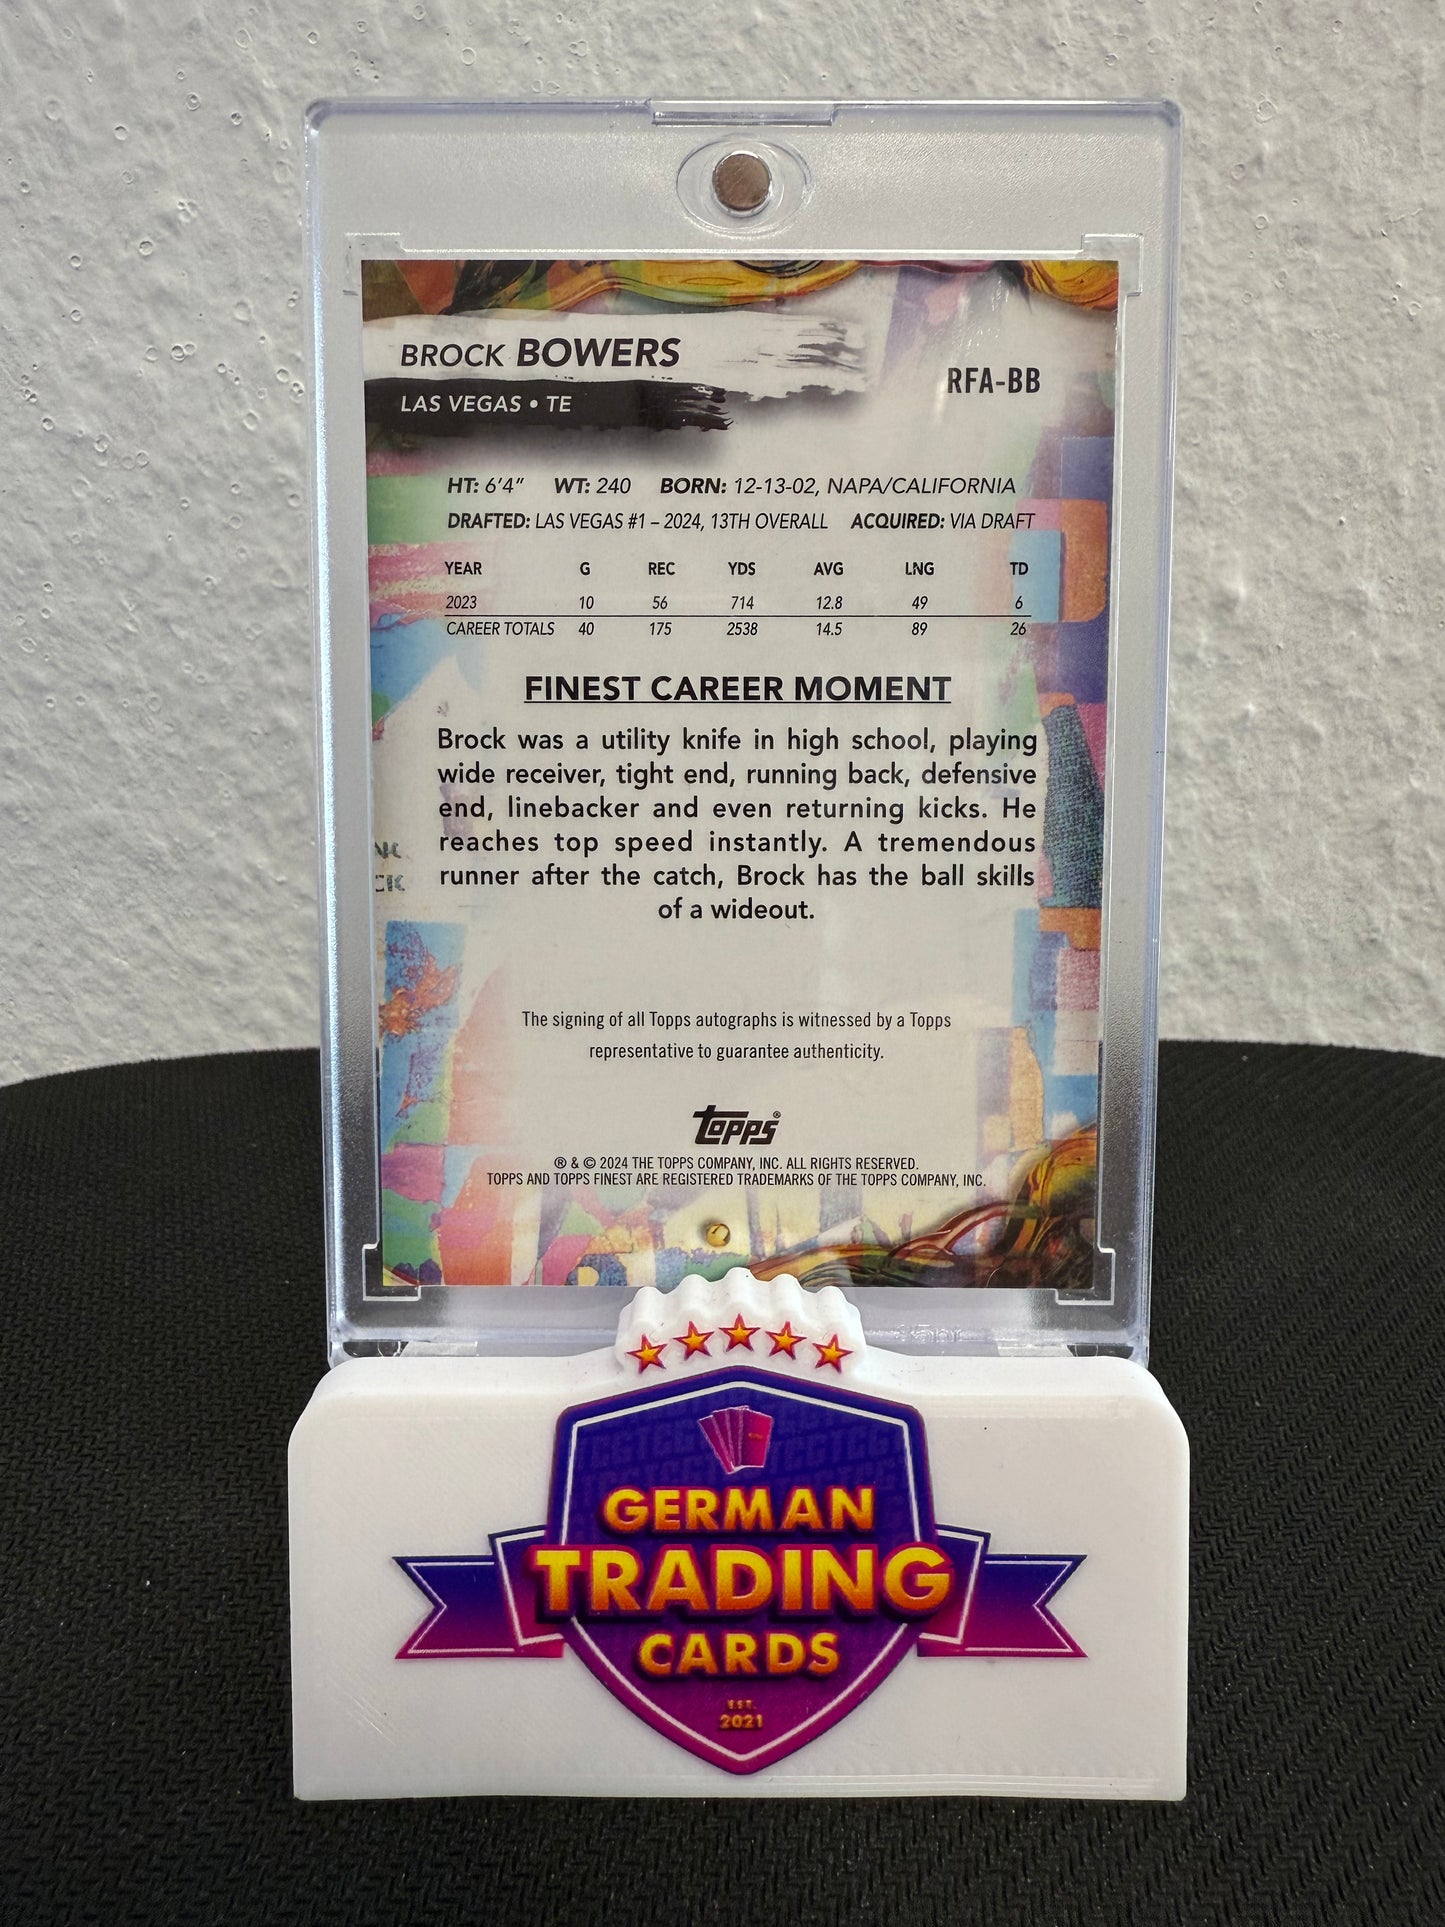 BROCK BOWERS
RFA-BB
LAS VEGAS • TE
HT: 6'4" WT: 240 BORN: 12-13-02, NAPA/CALIFORNIA
DRAFTED: LAS VEGAS #1 – 2024, 13TH OVERALL ACQUIRED: VIA DRAFT
YEAR G REC YDS AVG LNG TD
2023 10 56 714 12.8 49 6
CAREER TOTALS 40 175 2538 14.5 89 26
FINEST CAREER MOMENT
Brock was a utility knife in high school, playing
wide receiver, tight end, running back, defensive
end, linebacker and even returning kicks. He
reaches top speed instantly. A tremendous
runner after the catch, Brock has the ball skills
of a wideout.
The signing of all Topps autographs is witnessed by a Topps
representative to guarantee authenticity.
topps®
® & © 2024 THE TOPPS COMPANY, INC. ALL RIGHTS RESERVED.
TOPPS AND TOPPS FINEST ARE REGISTERED TRADEMARKS OF THE TOPPS COMPANY, INC.
GERMAN
TRADING
CARDS
EST.
2021